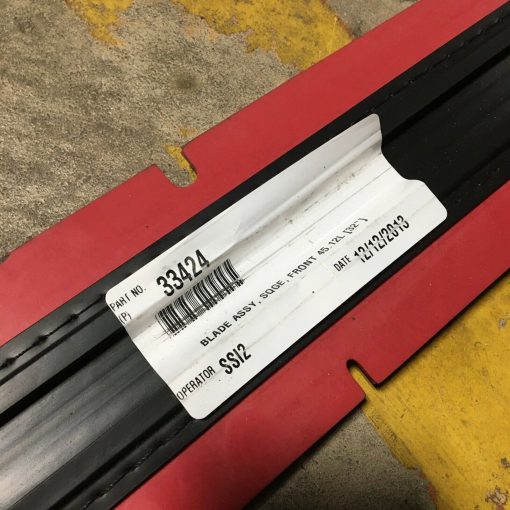 PART NO. 33424
(P)
BLADE ASSY, SQGE, FRONT 45.12L [32"]
OPERATOR SSI2 DATE 12/12/2013